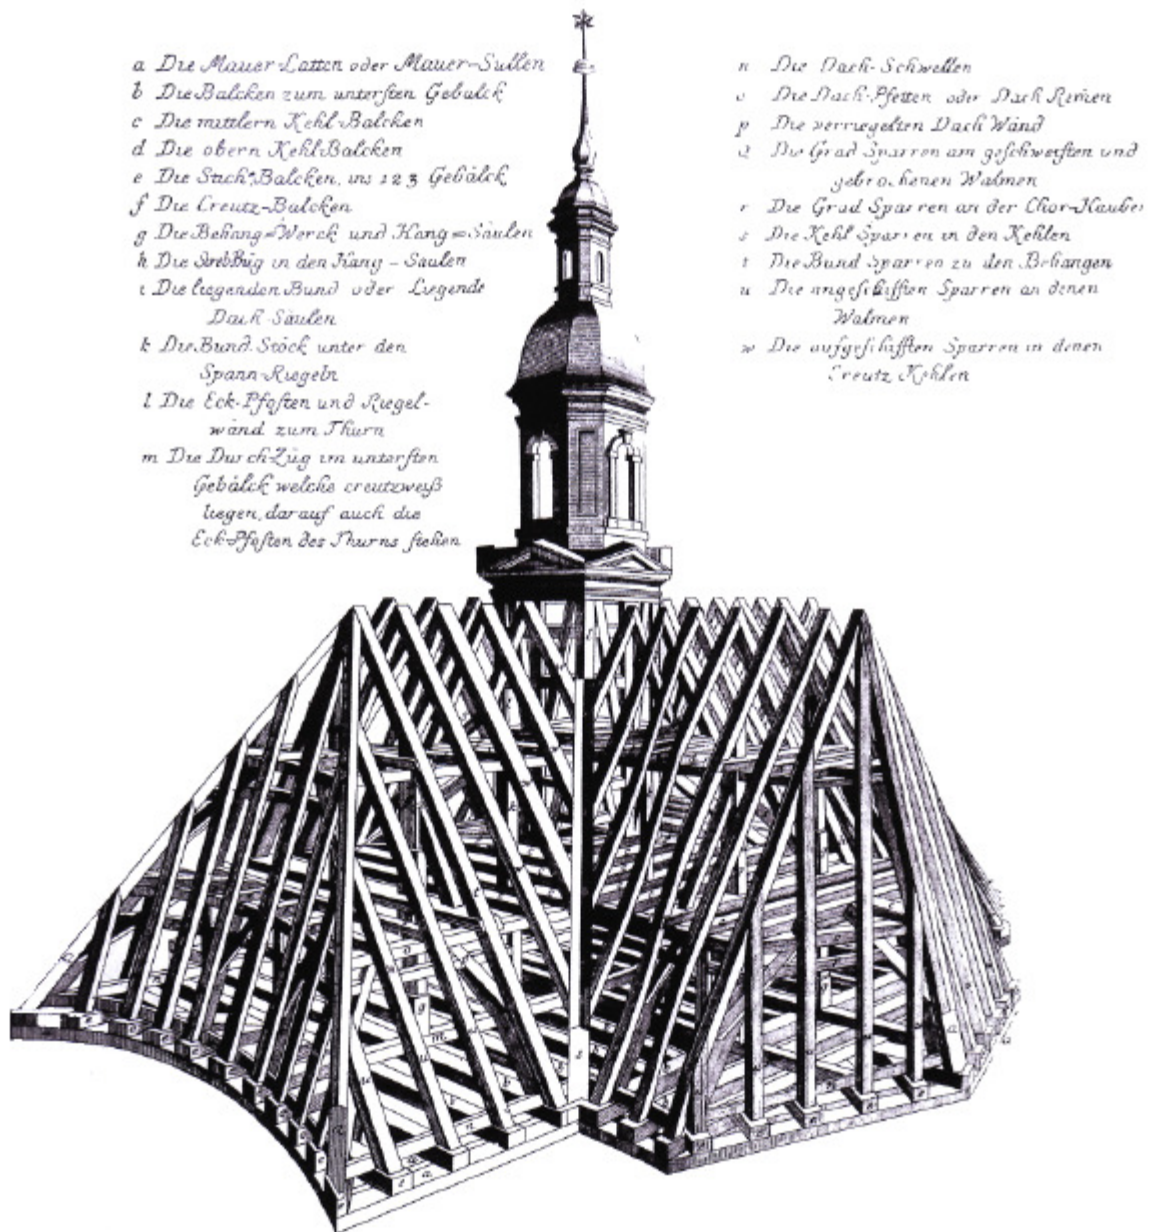 a Die Mauer-Latten oder Mauer-Sullen
b Die Balcken zum untersten Gebälck
c Die mittlern Kehl-Balcken
d Die obern Kehl-Balcken
e Die Stich-Balcken, ins 1 2 3 Gebälck
f Die Creutz-Balcken
g Die Behang=Werck und Hang=Säulen
h Die Strebbüg in den Hang-Säulen
i Die liegenden Bund oder Liegende
Dach-Säulen
k Die Bund Stöck unter den
Spann-Riegeln
l Die Eck-Pfosten und Riegel-
wänd zum Thurn
m Die Durch-Züg im untersten
Gebälck welche creutzweiß
liegen, darauf auch die
Eck-Pfosten des Thurns stehen
n Die Dach-Schwellen
o Die Dach-Pfetten oder Dach Remen
p Die verriegelten Dach Wänd
Q Die Grad Sparren am geschweiften und
gebrochenen Walmen
r Die Grad Sparren an der Chor-Haube
s Die Kehl Sparren in den Kehlen
t Die Bund Sparren zu den Behangen
u Die angeschifften Sparren an denen
Walmen
w Die aufgeschifften Sparren in denen
Creutz Kehlen